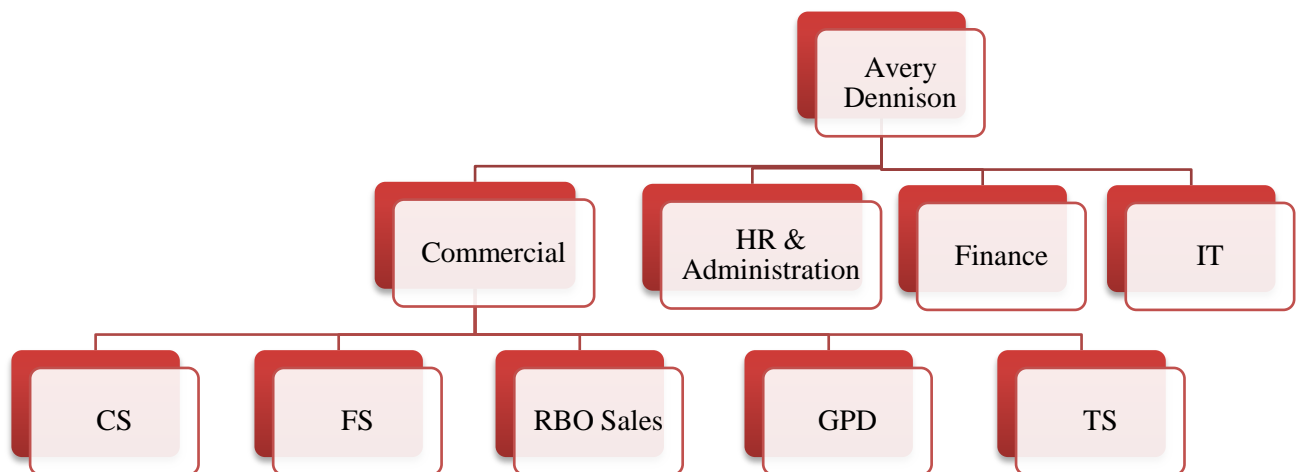 Avery
Dennison
Commercial
HR &
Administration
Finance
IT
CS
FS
RBO Sales
GPD
TS